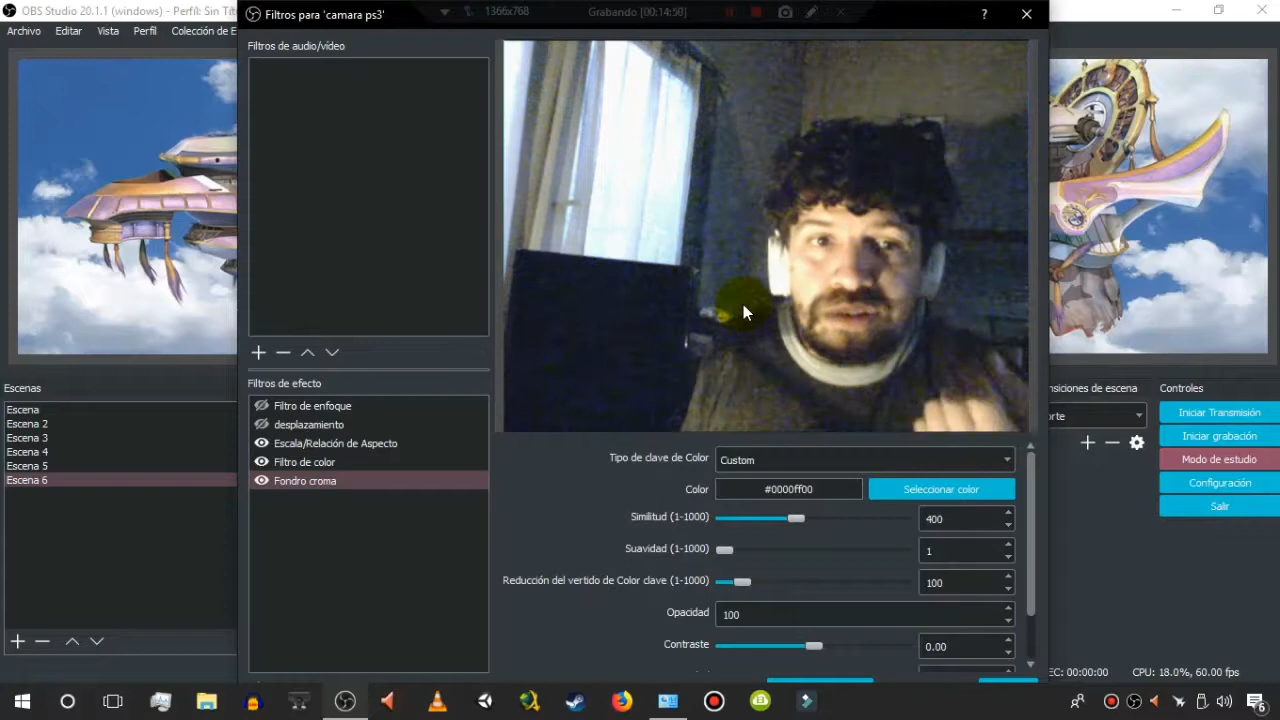 OBS Studio 20.1.1 (windows) - Perfil: Sin Tít
Filtros para 'camara ps3'
1366x768
Grabando [00:14:50]
?
Archivo Editar Vista Perfil Colección de E
Filtros de audio/vídeo
Filtros de efecto
Filtro de enfoque
desplazamiento
Escala/Relación de Aspecto
Filtro de color
Fondro croma
Escenas
Escena
Escena 2
Escena 3
Escena 4
Escena 5
Escena 6
Tipo de clave de Color Custom
Color #0000ff00 Seleccionar color
Similitud (1-1000) 400
Suavidad (1-1000) 1
Reducción del vertido de Color clave (1-1000) 100
Opacidad 100
Contraste 0.00
nsiciones de escena
orte
Controles
Iniciar Transmisión
Iniciar grabación
Modo de estudio
Configuración
Salir
EC: 00:00:00 CPU: 18.0%, 60.00 fps
6